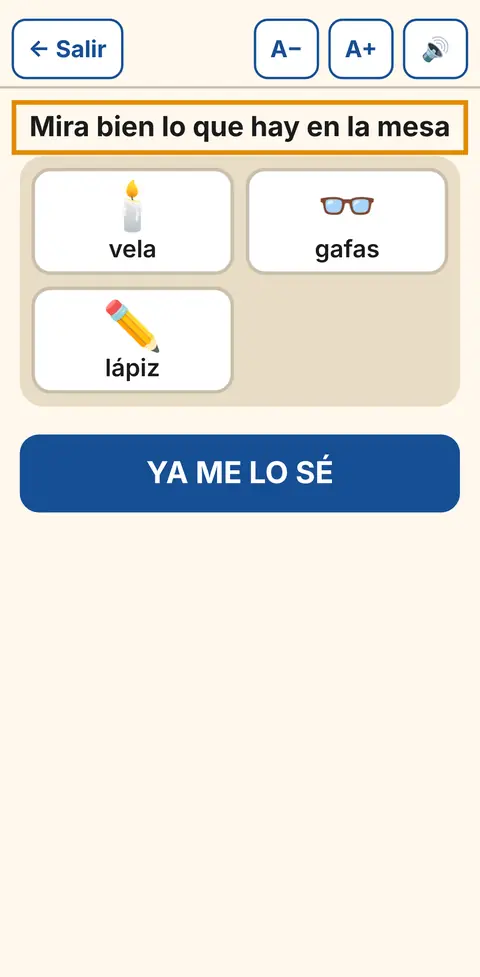 ← Salir
A−
A+
Mira bien lo que hay en la mesa
vela
gafas
lápiz
YA ME LO SÉ